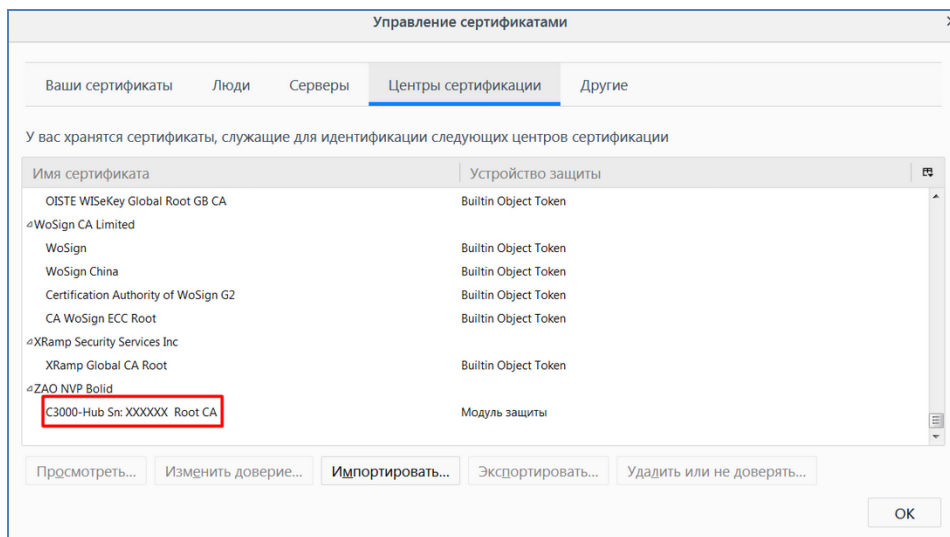 Управление сертификатами
Ваши сертификаты Люди Серверы Центры сертификации Другие
У вас хранятся сертификаты, служащие для идентификации следующих центров сертификации
Имя сертификата Устройство защиты
OISTE WISeKey Global Root GB CA Builtin Object Token
WoSign CA Limited
WoSign Builtin Object Token
WoSign China Builtin Object Token
Certification Authority of WoSign G2 Builtin Object Token
CA WoSign ECC Root Builtin Object Token
XRamp Security Services Inc
XRamp Global CA Root Builtin Object Token
ZAO NVP Bolid
C3000-Hub Sn: XXXXXX Root CA Модуль защиты
Просмотреть... Изменить доверие... Импортировать... Экспортировать... Удалить или не доверять...
ОК